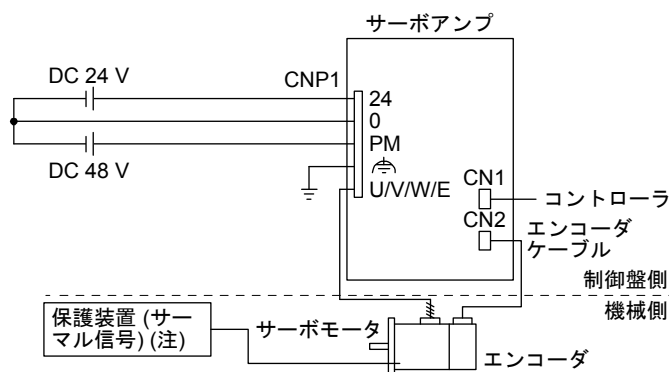 サーボアンプ
DC 24 V
CNP1
24
0
PM
DC 48 V
U/V/W/E
CN1
コントローラ
CN2
エンコーダ
ケーブル
制御盤側
機械側
保護装置 (サー
マル信号) (注)
サーボモータ
エンコーダ